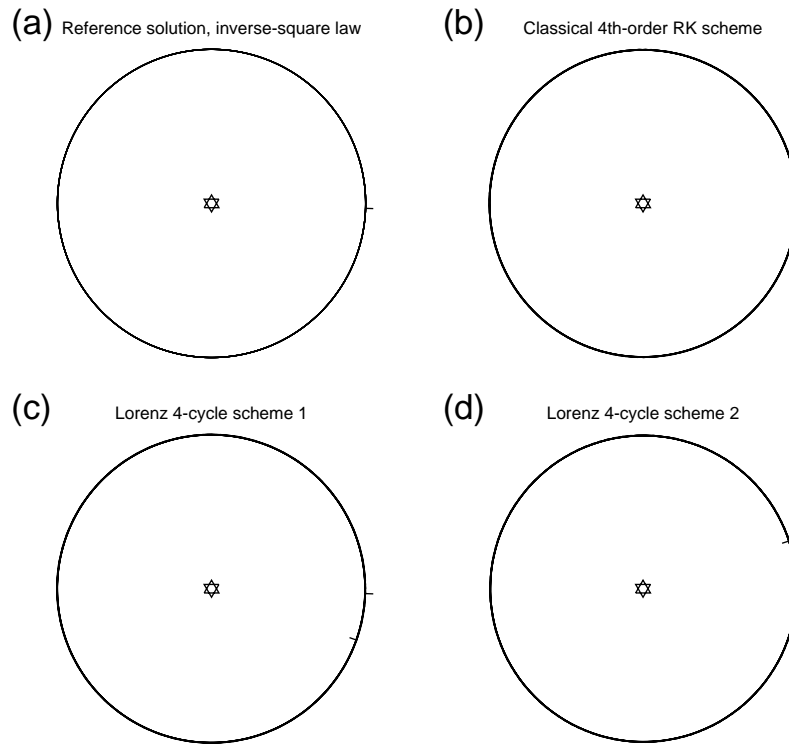 (a) Reference solution, inverse-square law
(b) Classical 4th-order RK scheme
(c) Lorenz 4-cycle scheme 1
(d) Lorenz 4-cycle scheme 2